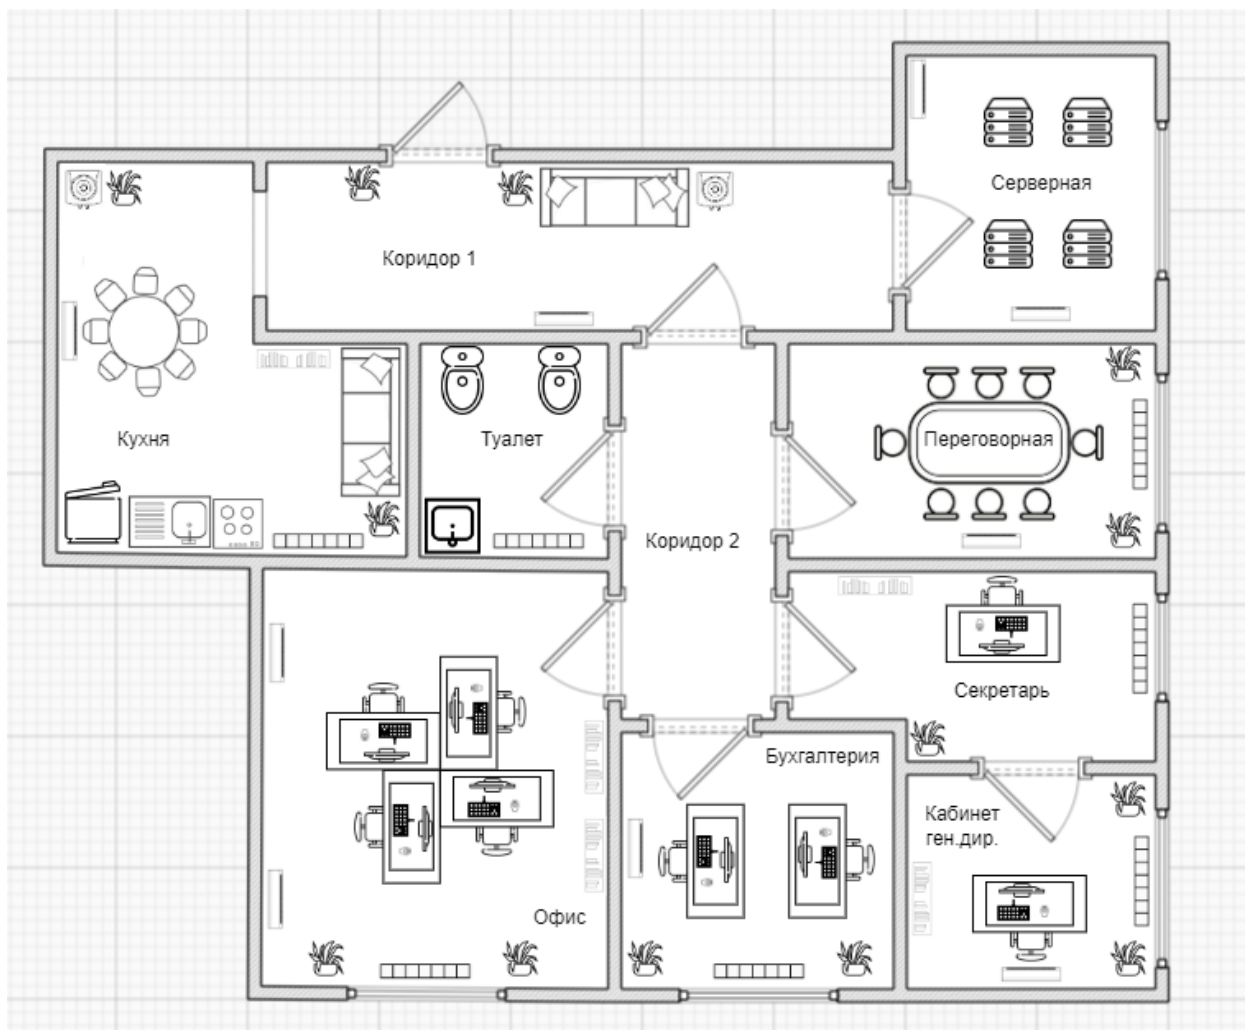 Серверная
Коридор 1
Кухня
Туалет
Переговорная
Коридор 2
Секретарь
Бухгалтерия
Кабинет
ген.дир.
Офис